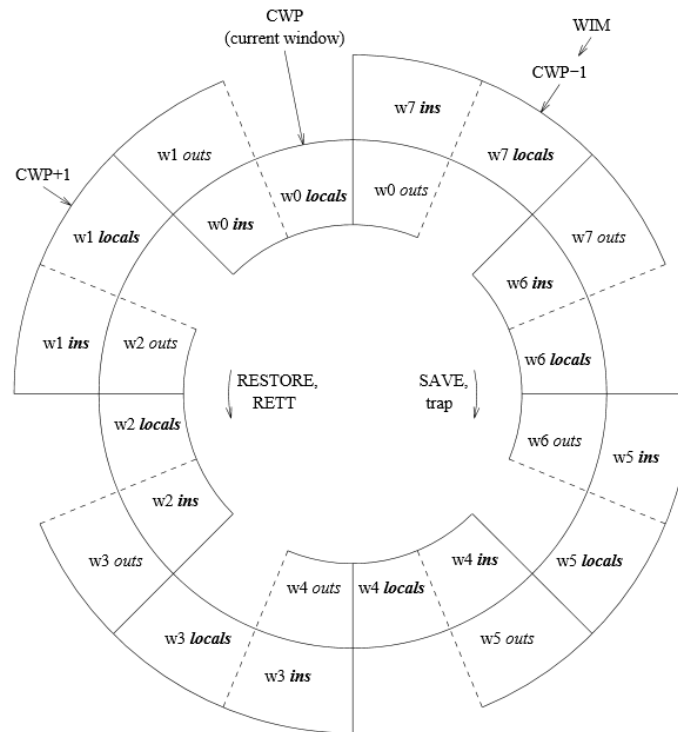 CWP
(current window)
WIM
CWP−1
w7 ins
w7 locals
w1 outs
CWP+1
w0 locals
w0 outs
w0 ins
w1 locals
w7 outs
w6 ins
w1 ins
w2 outs
w6 locals
RESTORE,
RETT
SAVE,
trap
w2 locals
w6 outs
w5 ins
w2 ins
w3 outs
w4 ins
w5 locals
w4 outs
w4 locals
w3 locals
w5 outs
w3 ins